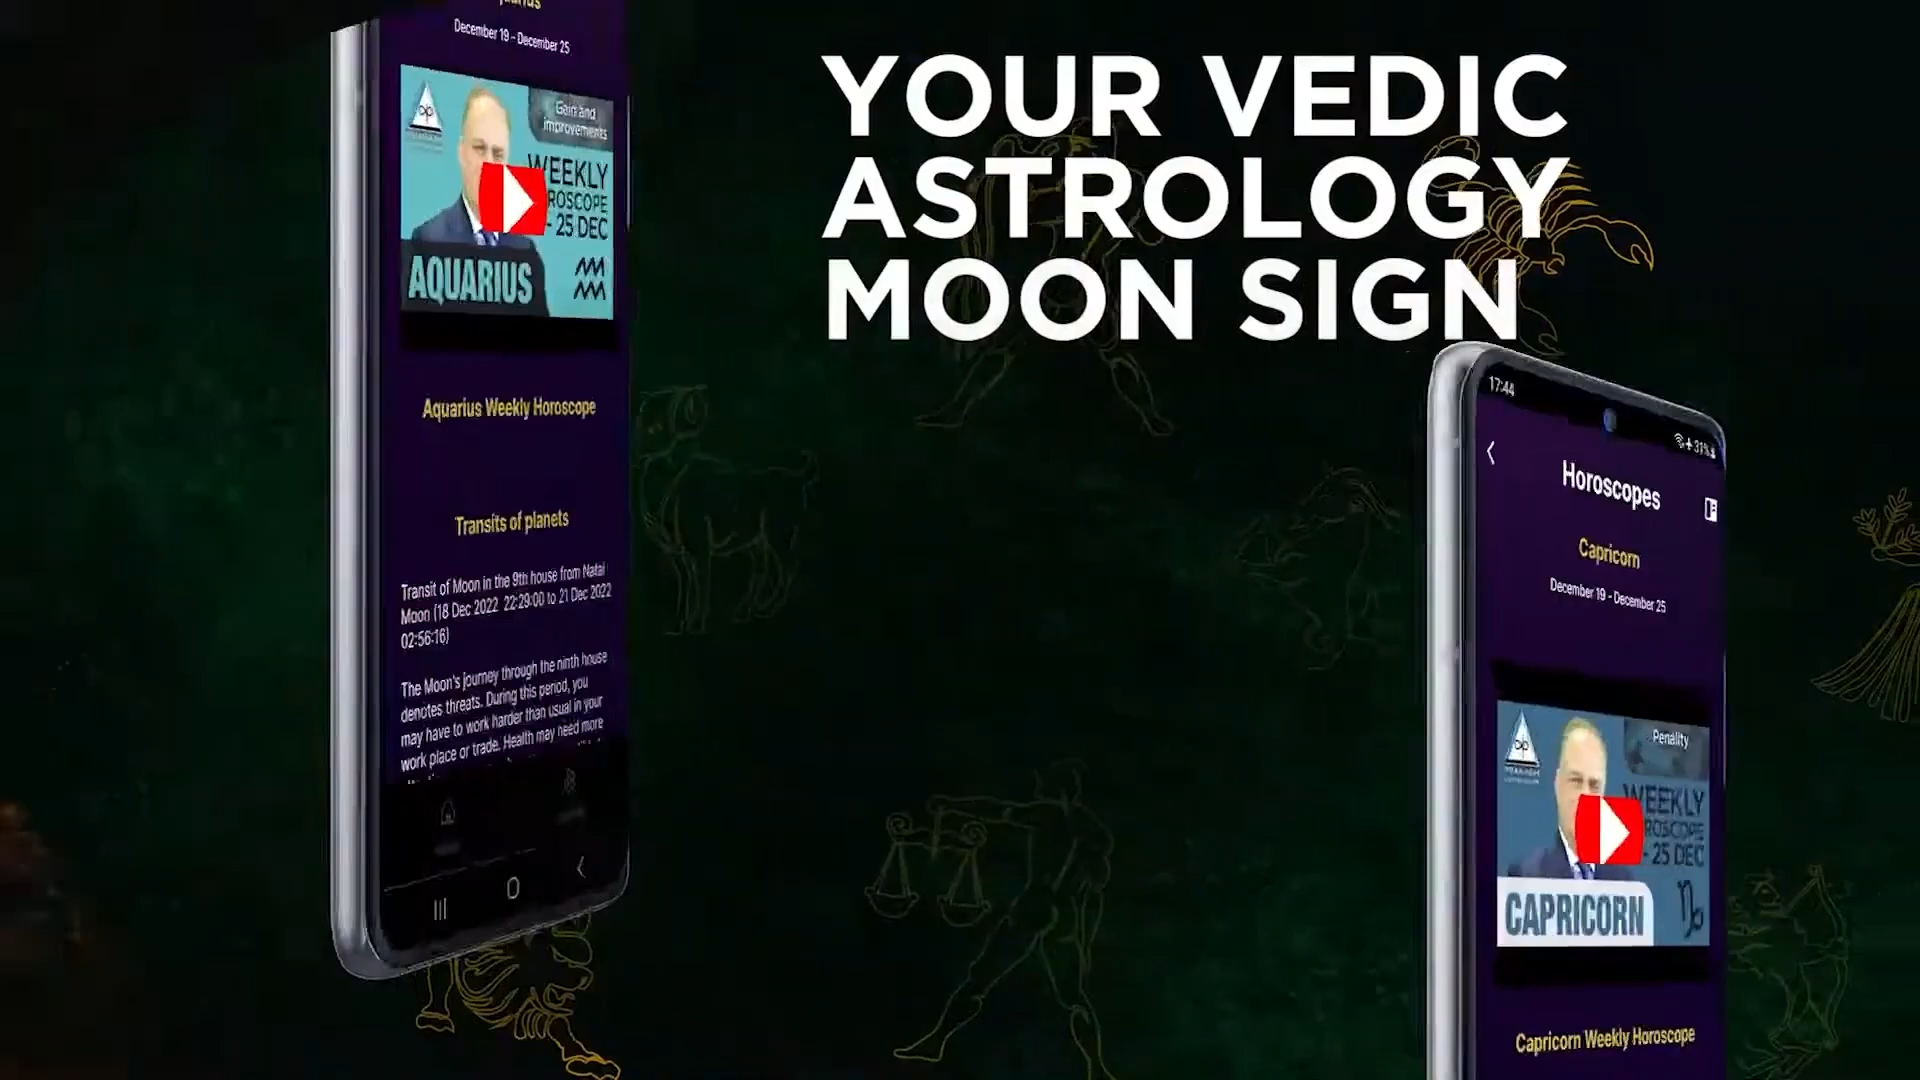 YOUR VEDIC
ASTROLOGY
MOON SIGN
December 19 - December 25
Gain and
improvements
WEEKLY
ROSCOPE
- 25 DEC
AQUARIUS
Aquarius Weekly Horoscope
Transits of planets
Transit of Moon in the 9th house from Natal
Moon (18 Dec 2022 22:29:00 to 21 Dec 2022
02:56:16)
The Moon's journey through the ninth house
denotes threats. During this period, you
may have to work harder than usual in your
work place or trade. Health may need more
17:44
31%
Horoscopes
Capricorn
December 19 - December 25
Penality
WEEKLY
ROSCOPE
- 25 DEC
CAPRICORN
Capricorn Weekly Horoscope